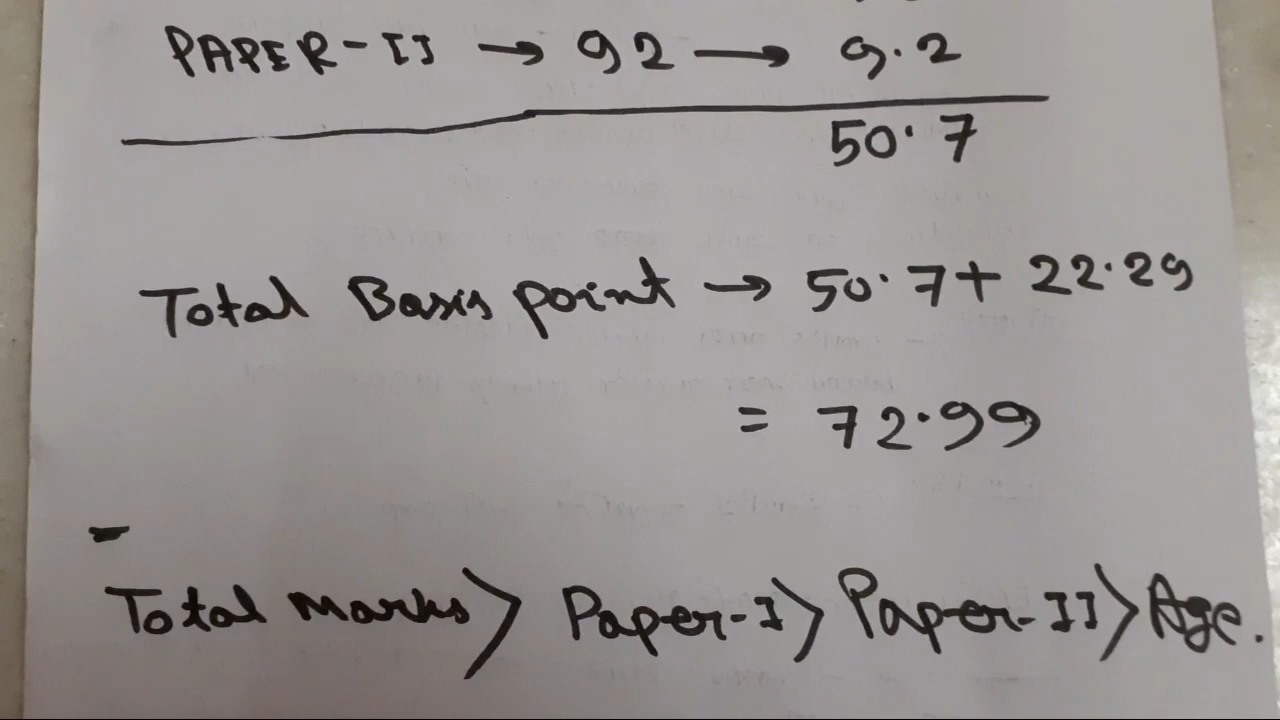 PAPER-II → 92 → 9.2
50.7
Total Basis point → 50.7 + 22.29
= 72.99
Total marks > Paper-I > Paper-II > Age.